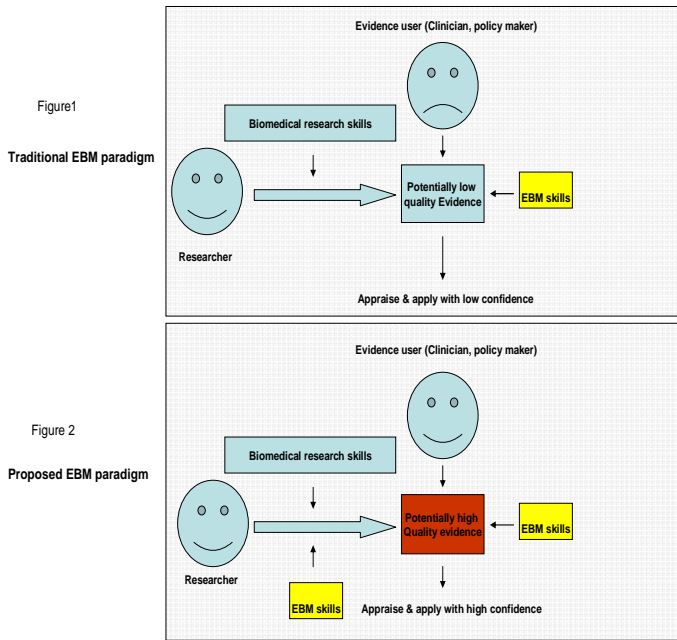 Evidence user (Clinician, policy maker)
Figure1
Biomedical research skills
Traditional EBM paradigm
Potentially low
quality Evidence
EBM skills
Researcher
Appraise & apply with low confidence
Evidence user (Clinician, policy maker)
Figure 2
Biomedical research skills
Proposed EBM paradigm
Potentially high
Quality evidence
EBM skills
Researcher
EBM skills
Appraise & apply with high confidence